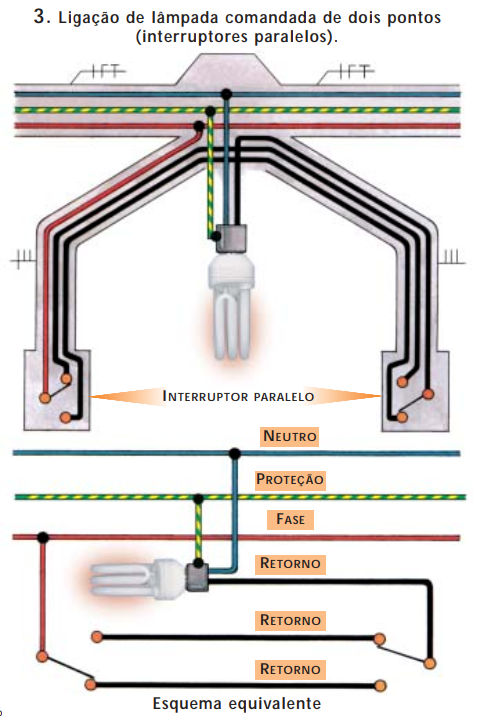 3. Ligação de lâmpada comandada de dois pontos
(interruptores paralelos).
INTERRUPTOR PARALELO
NEUTRO
PROTEÇÃO
FASE
RETORNO
RETORNO
RETORNO
Esquema equivalente